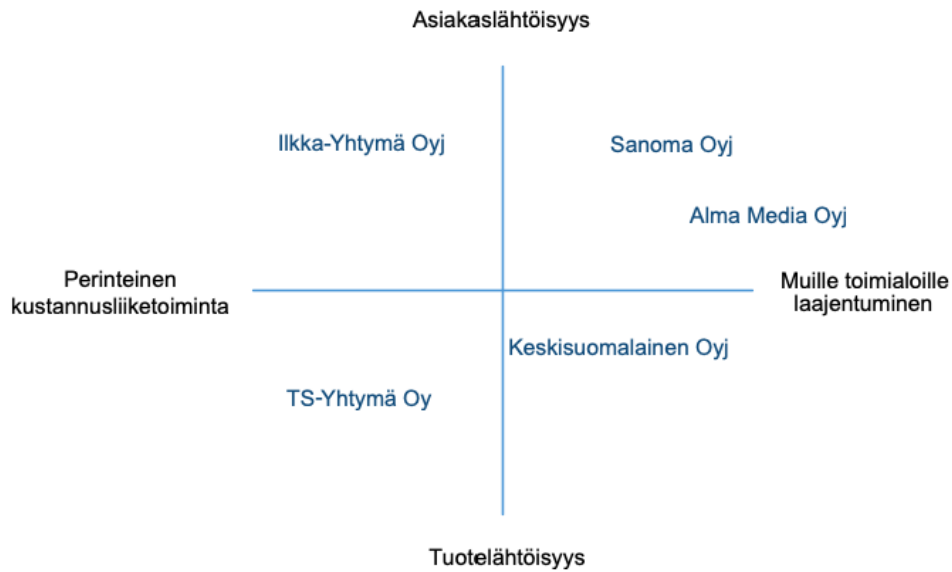 Asiakaslähtöisyys
Ilkka-Yhtymä Oyj
Sanoma Oyj
Alma Media Oyj
Perinteinen
kustannusliiketoiminta
Muille toimialoille
laajentuminen
Keskisuomalainen Oyj
TS-Yhtymä Oy
Tuotelähtöisyys